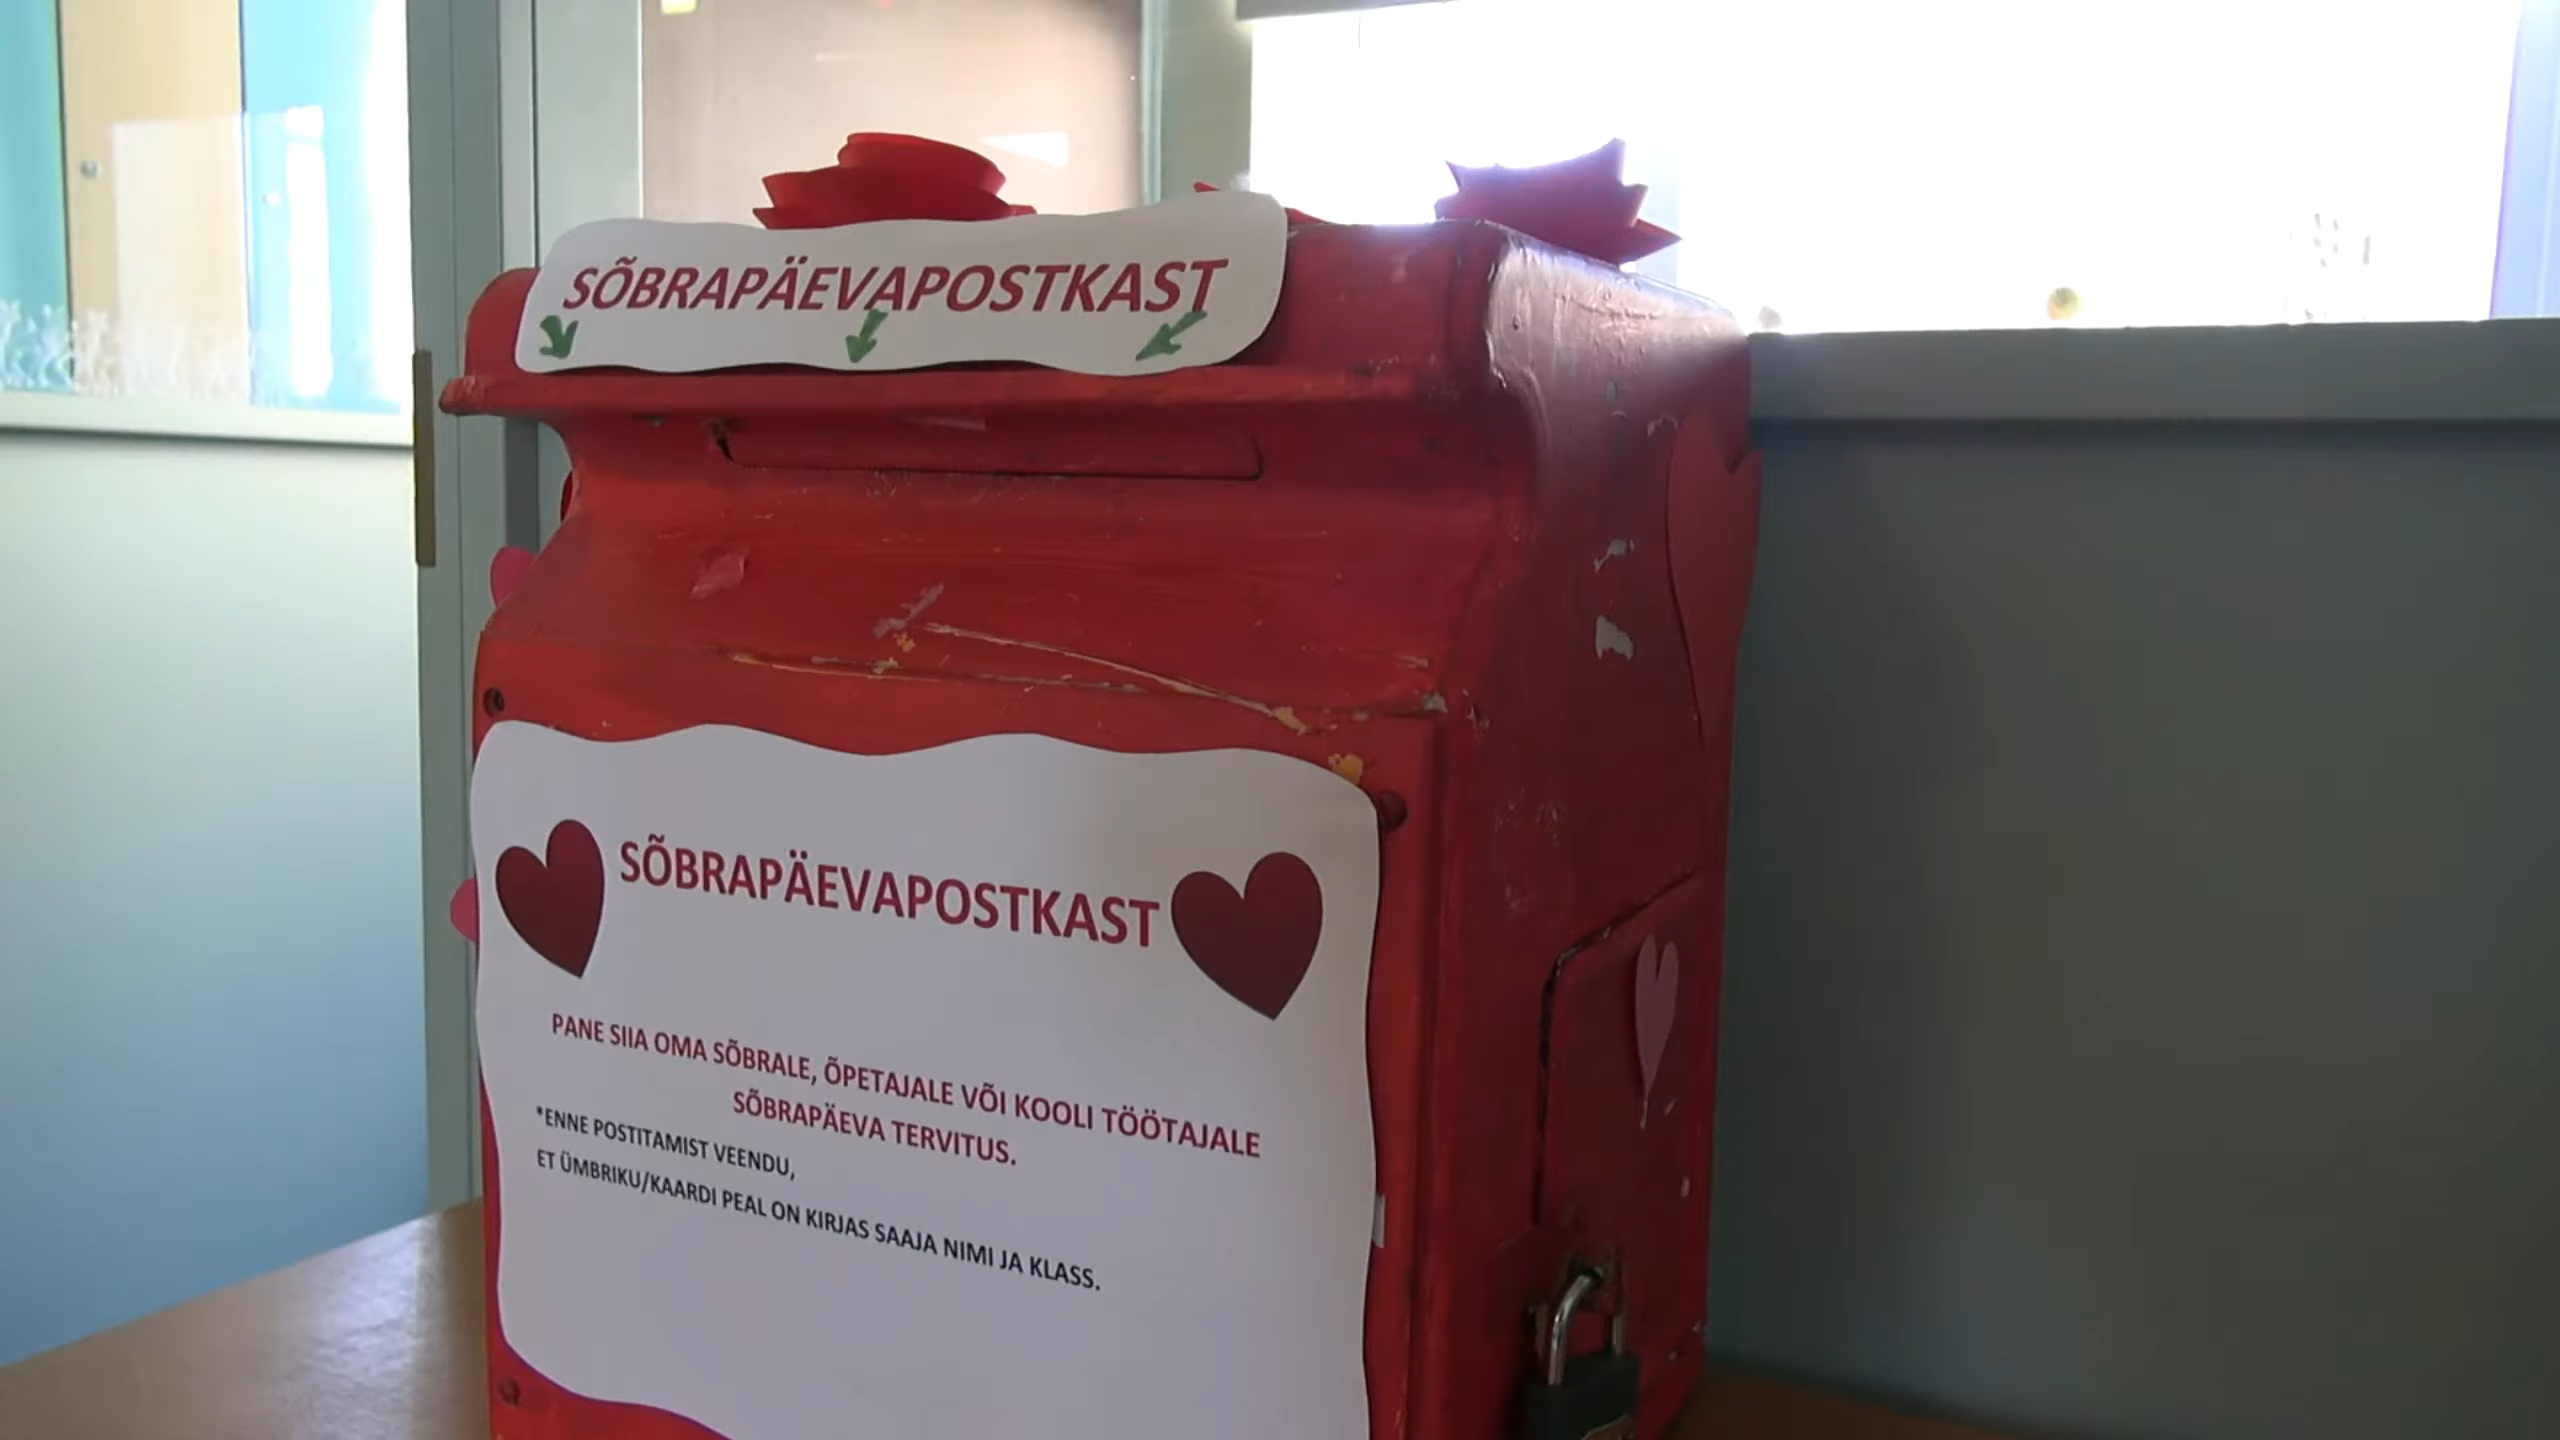 SÕBRAPÄEVAPOSTKAST
SÕBRAPÄEVAPOSTKAST
PANE SIIA OMA SÕBRALE, ÕPETAJALE VÕI KOOLI TÖÖTAJALE
SÕBRAPÄEVA TERVITUS.
*ENNE POSTITAMIST VEENDU,
ET ÜMBRIKU/KAARDI PEAL ON KIRJAS SAAJA NIMI JA KLASS.